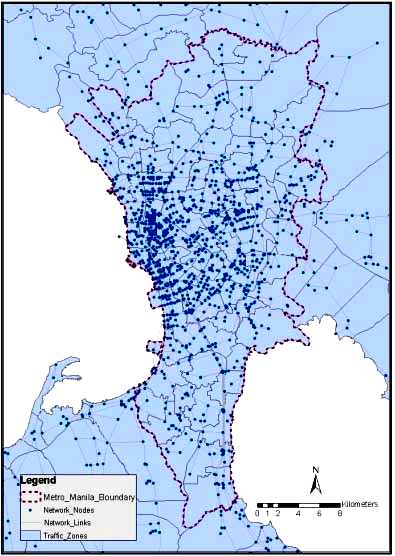 Legend
Metro_Manila_Boundary
Network_Nodes
Network_Links
Traffic_Zones
N
Kilometers
0 1 2 4 6 8